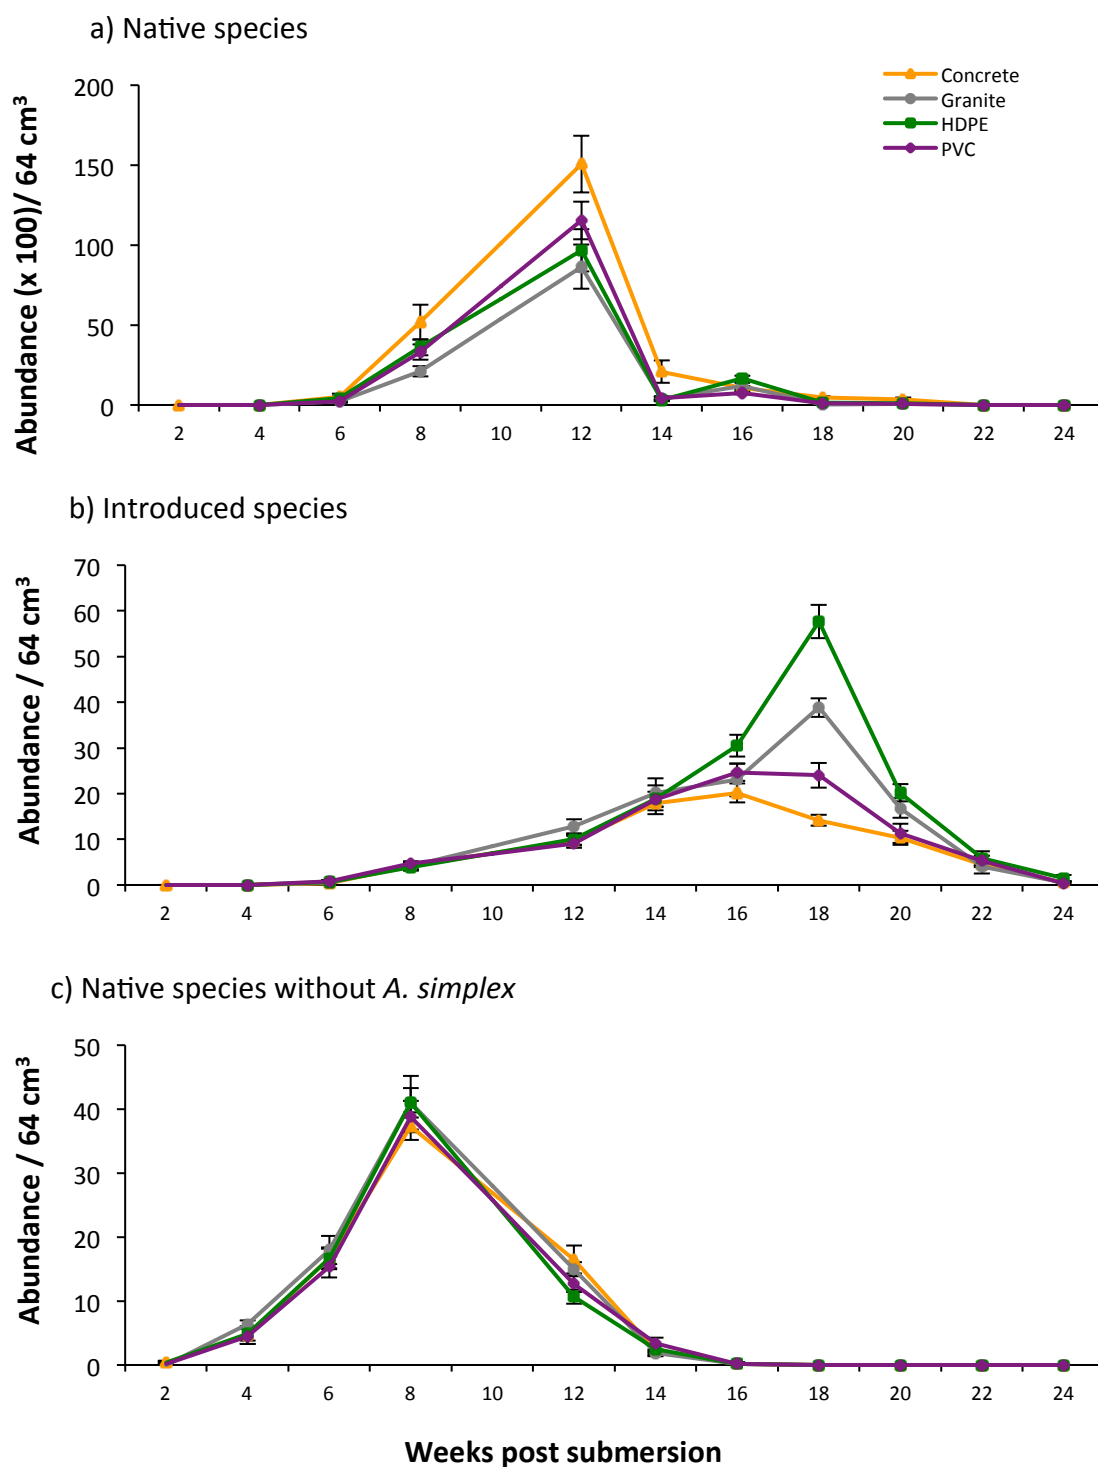 a) Native species
Concrete
Granite
HDPE
PVC
Abundance (x 100)/ 64 cm³
200
150
100
50
0
2 4 6 8 10 12 14 16 18 20 22 24
b) Introduced species
Abundance / 64 cm³
70
60
50
40
30
20
10
0
2 4 6 8 10 12 14 16 18 20 22 24
c) Native species without A. simplex
Abundance / 64 cm³
50
40
30
20
10
0
2 4 6 8 10 12 14 16 18 20 22 24
Weeks post submersion